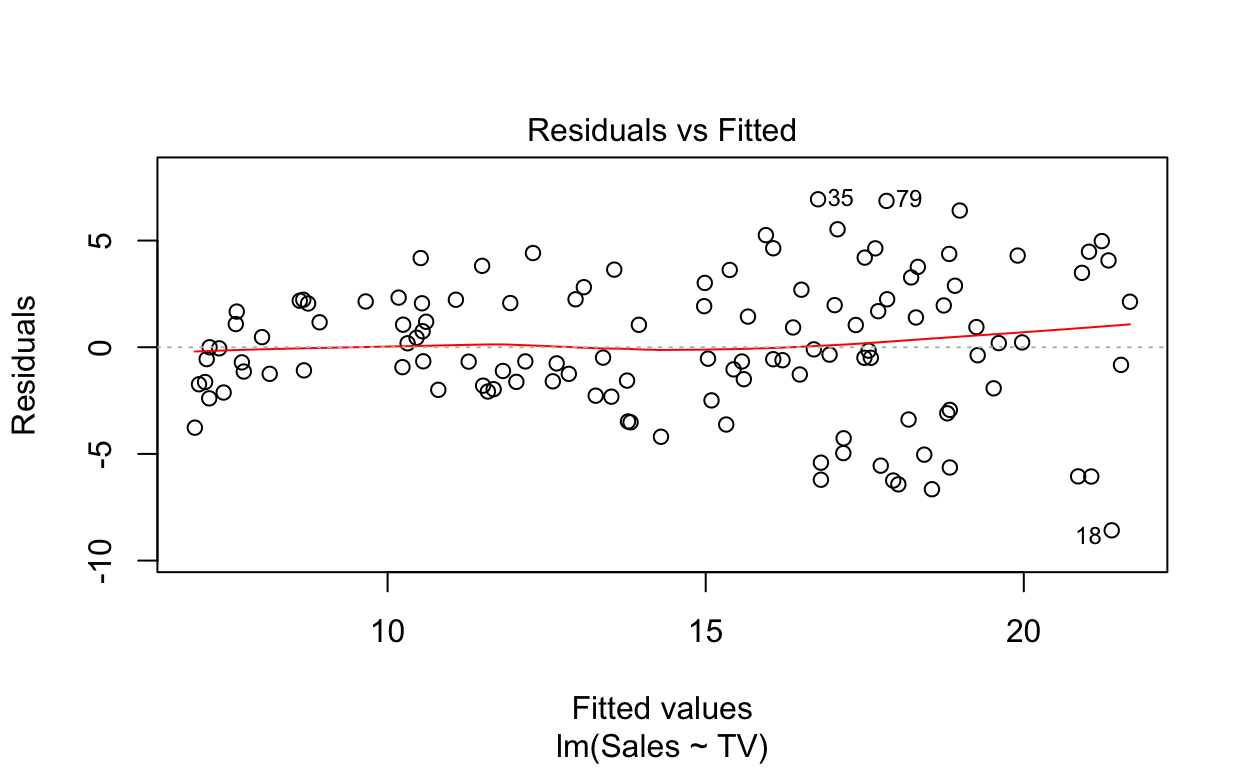 Residuals vs Fitted
Residuals
5
0
-5
-10
35
79
18
10 15 20
Fitted values
lm(Sales ~ TV)